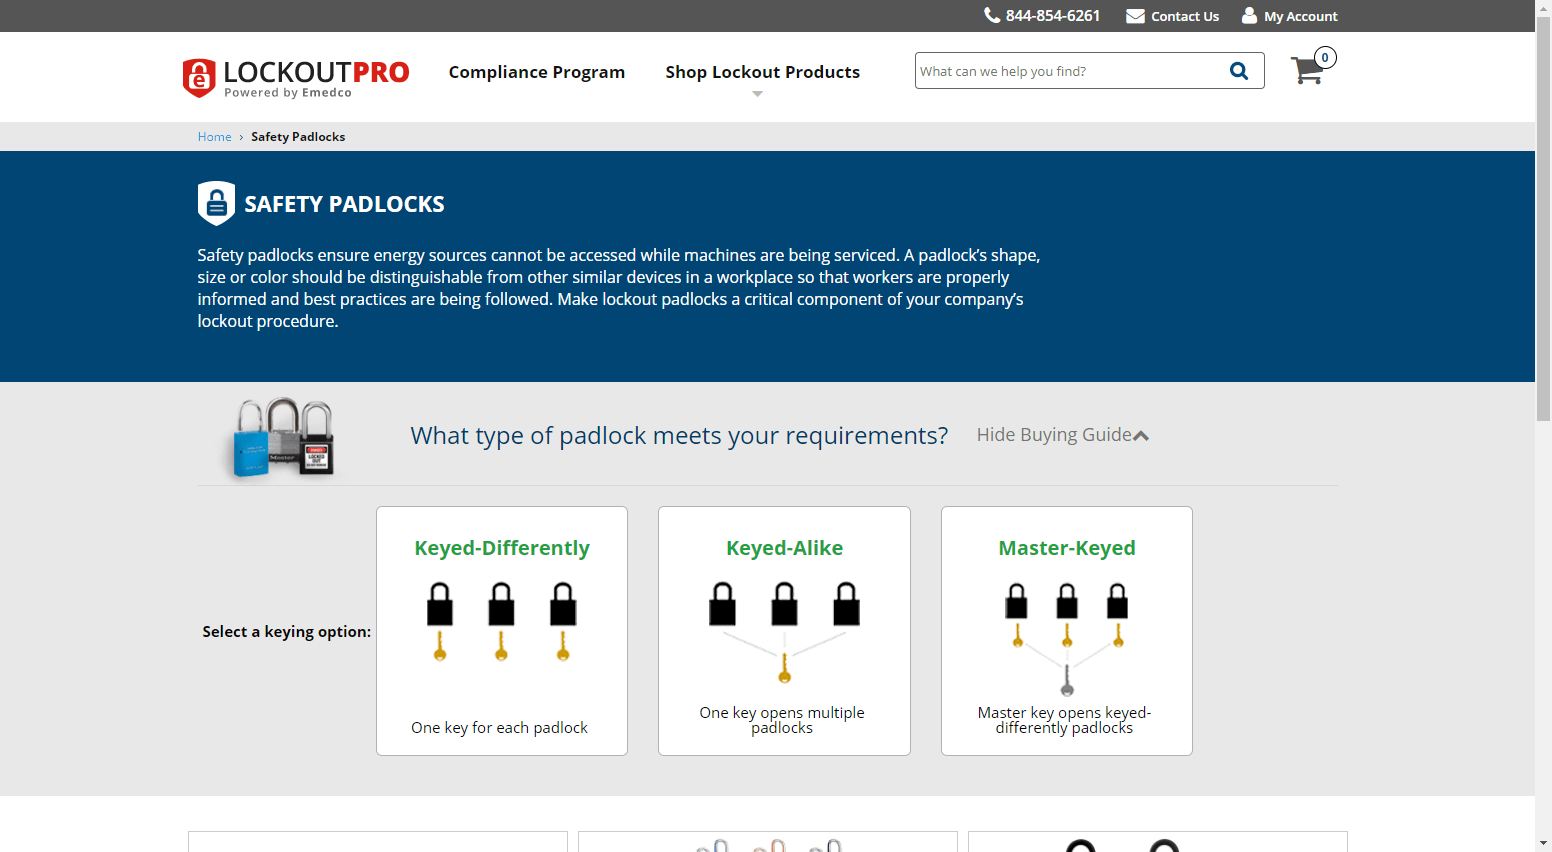 844-854-6261
Contact Us
My Account
LOCKOUTPRO
Powered by Emedco
Compliance Program
Shop Lockout Products
What can we help you find?
0
Home › Safety Padlocks
SAFETY PADLOCKS
Safety padlocks ensure energy sources cannot be accessed while machines are being serviced. A padlock's shape,
size or color should be distinguishable from other similar devices in a workplace so that workers are properly
informed and best practices are being followed. Make lockout padlocks a critical component of your company's
lockout procedure.
What type of padlock meets your requirements?
Hide Buying Guide
Master
LOCKED
OUT
Select a keying option:
Keyed-Differently
One key for each padlock
Keyed-Alike
One key opens multiple
padlocks
Master-Keyed
Master key opens keyed-
differently padlocks